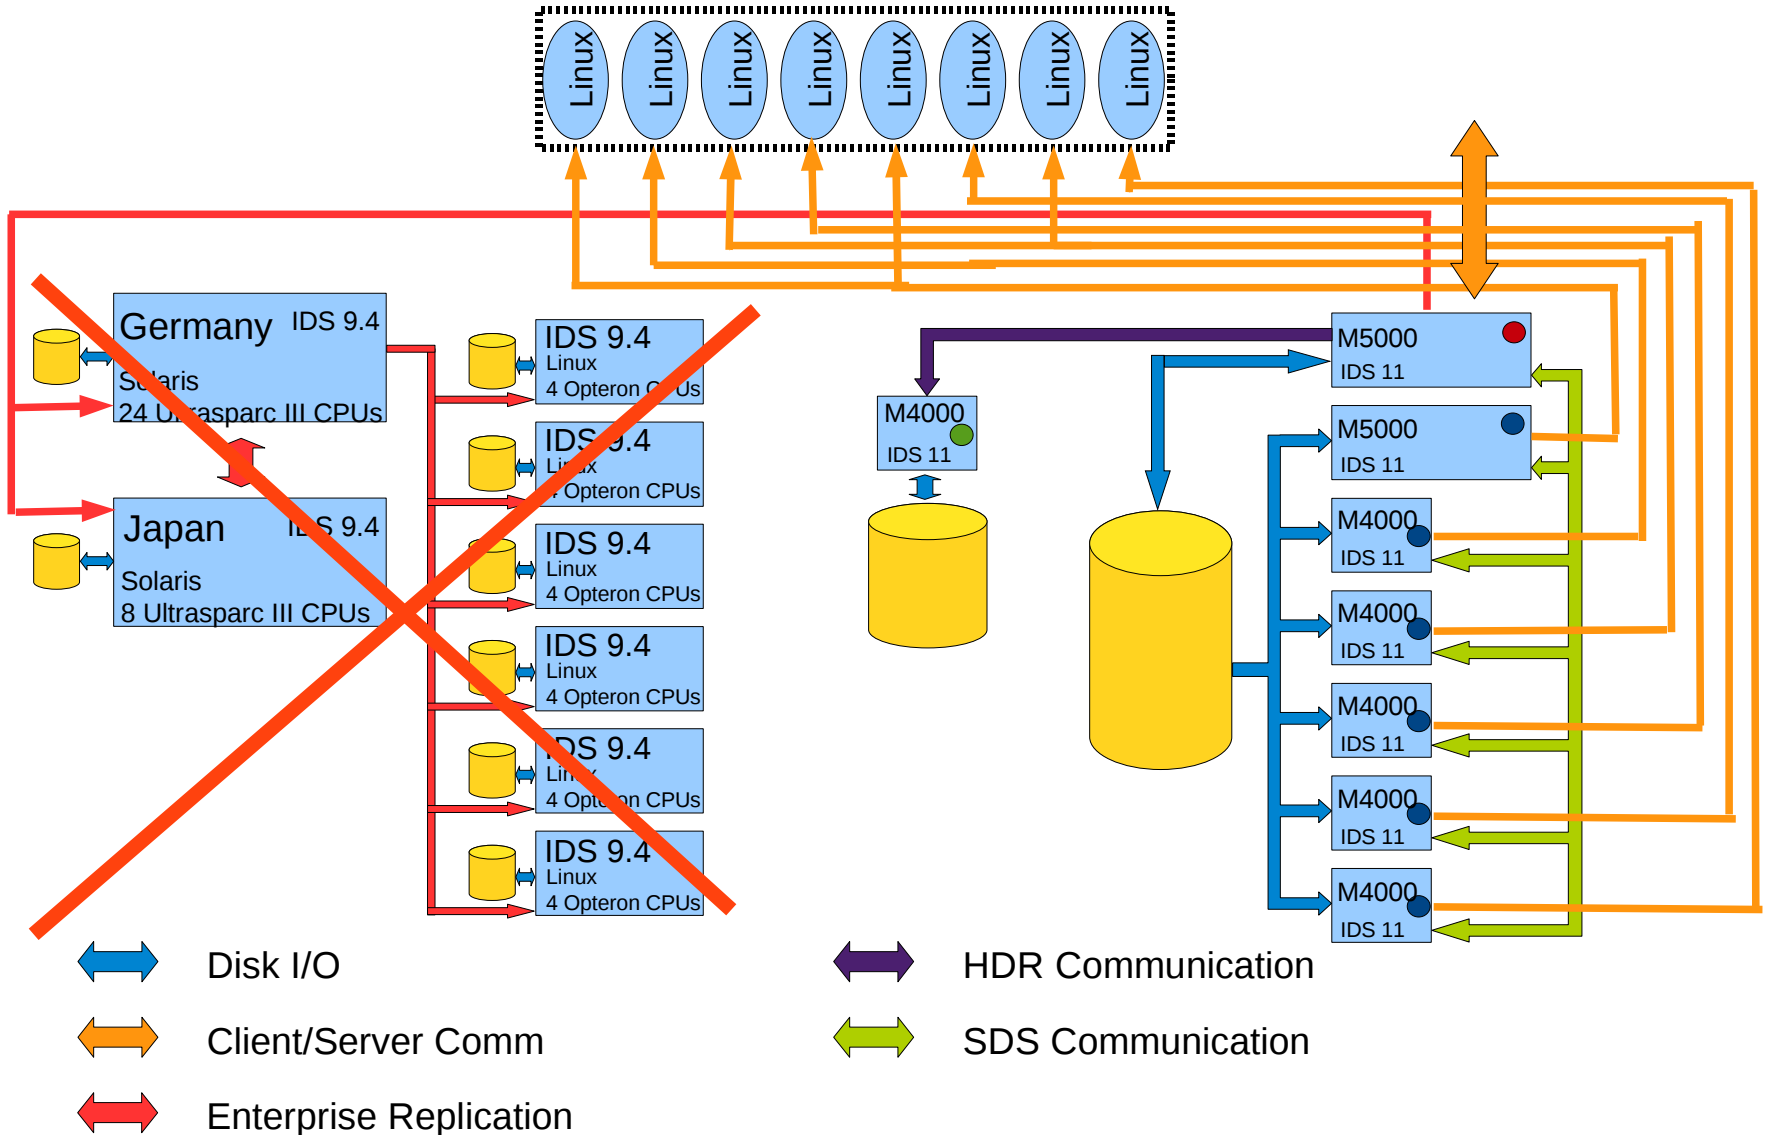 Linux
Linux
Linux
Linux
Linux
Linux
Linux
Linux
Germany IDS 9.4
Solaris
24 Ultrasparc III CPUs
Japan IDS 9.4
Solaris
8 Ultrasparc III CPUs
IDS 9.4
Linux
4 Opteron CPUs
IDS 9.4
Linux
4 Opteron CPUs
IDS 9.4
Linux
4 Opteron CPUs
IDS 9.4
Linux
4 Opteron CPUs
IDS 9.4
Linux
4 Opteron CPUs
IDS 9.4
Linux
4 Opteron CPUs
M4000
IDS 11
M5000
IDS 11
M5000
IDS 11
M4000
IDS 11
M4000
IDS 11
M4000
IDS 11
M4000
IDS 11
M4000
IDS 11
Disk I/O
Client/Server Comm
Enterprise Replication
HDR Communication
SDS Communication